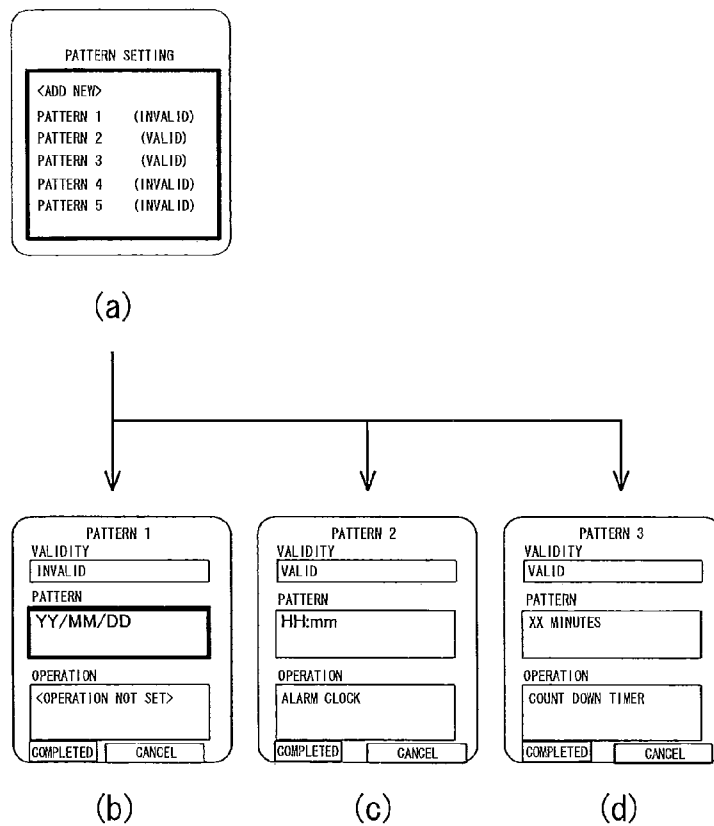 PATTERN SETTING
<ADD NEW>
PATTERN 1 (INVALID)
PATTERN 2 (VALID)
PATTERN 3 (VALID)
PATTERN 4 (INVALID)
PATTERN 5 (INVALID)
(a)
PATTERN 1
VALIDITY
INVALID
PATTERN
YY/MM/DD
OPERATION
<OPERATION NOT SET>
COMPLETED CANCEL
(b)
PATTERN 2
VALIDITY
VALID
PATTERN
HH:mm
OPERATION
ALARM CLOCK
COMPLETED CANCEL
(c)
PATTERN 3
VALIDITY
VALID
PATTERN
XX MINUTES
OPERATION
COUNT DOWN TIMER
COMPLETED CANCEL
(d)